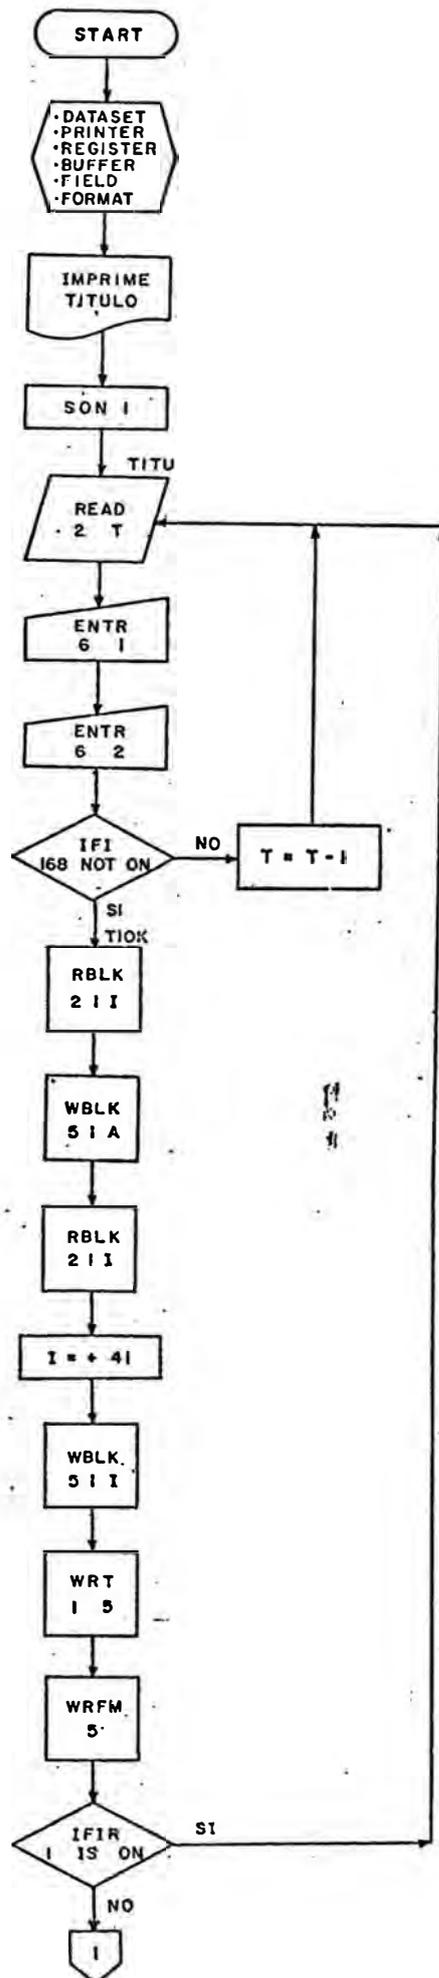 START
•DATASET
•PRINTER
•REGISTER
•BUFFER
•FIELD
•FORMAT
IMPRIME
TITULO
SON 1
TITU
READ
2 T
ENTR
6 1
ENTR
6 2
IFI
168 NOT ON
NO
T = T-1
SI
TIOK
RBLK
2 1 I
WBLK
5 1 A
RBLK
2 1 I
I = + 41
WBLK
5 1 I
WRT
1 5
WRFM
5
IFIR
1 IS ON
SI
NO
1